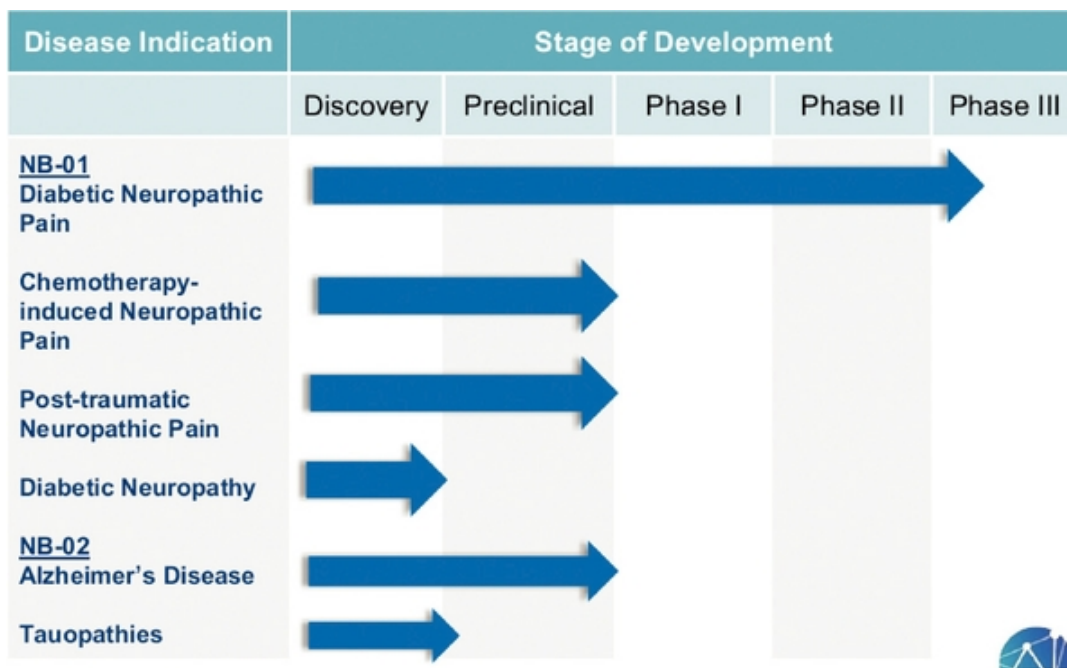 Disease Indication
Stage of Development
Discovery
Preclinical
Phase I
Phase II
Phase III
NB-01
Diabetic Neuropathic
Pain
Chemotherapy-
induced Neuropathic
Pain
Post-traumatic
Neuropathic Pain
Diabetic Neuropathy
NB-02
Alzheimer's Disease
Tauopathies